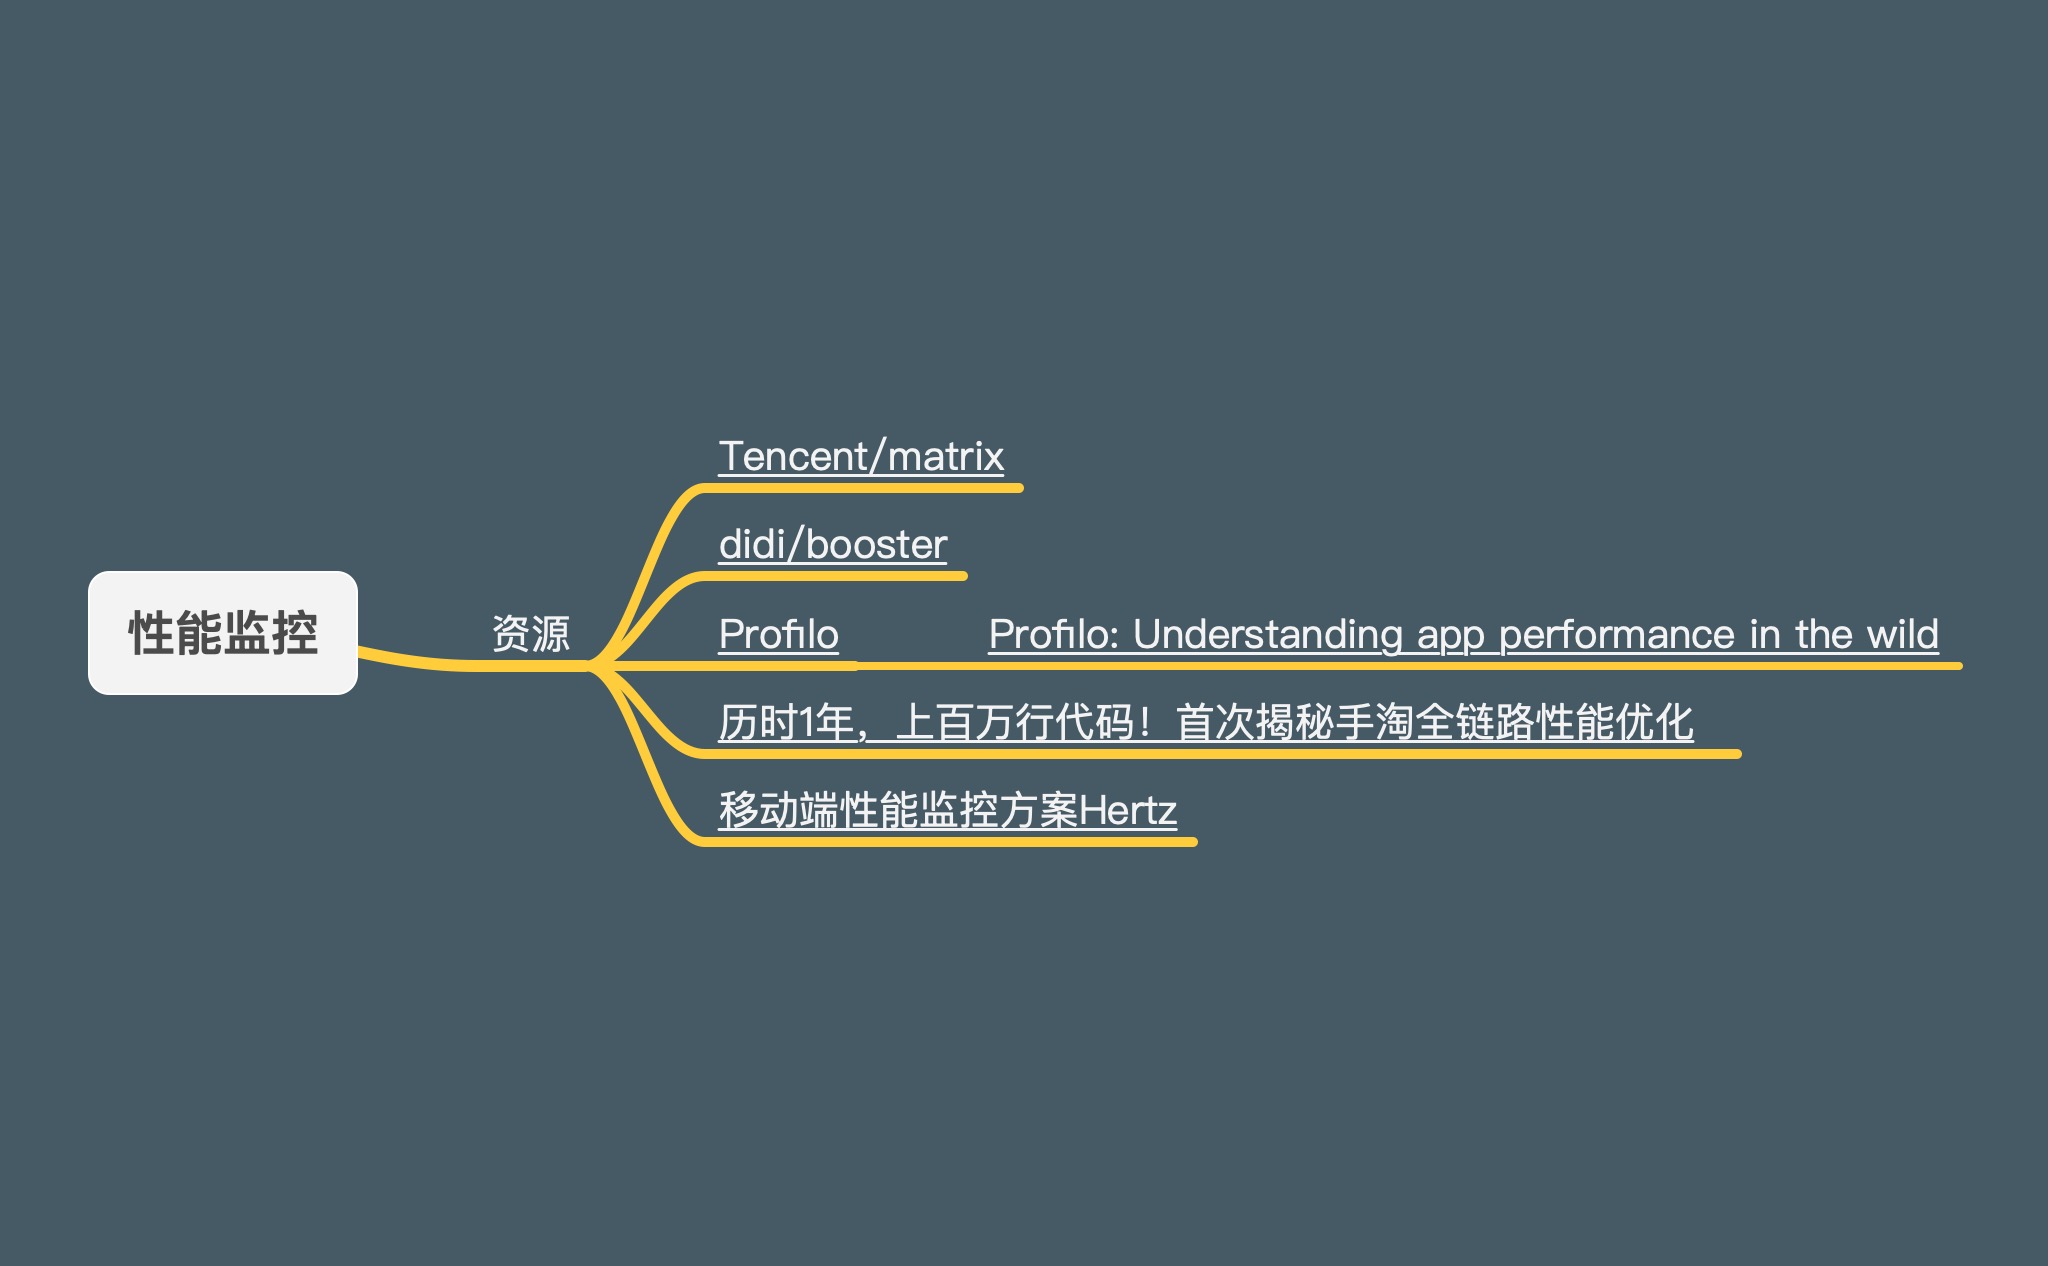 性能监控
资源
Tencent/matrix
didi/booster
Profilo
Profilo: Understanding app performance in the wild
历时1年，上百万行代码！首次揭秘手淘全链路性能优化
移动端性能监控方案Hertz